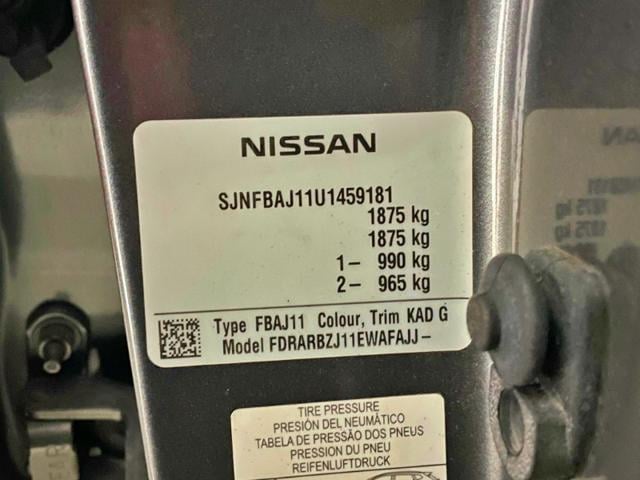 NISSAN
SJNFBAJ11U1459181
1875 kg
1875 kg
1- 990 kg
2- 965 kg
Type FBAJ11 Colour, Trim KAD G
Model FDRARBZJ11EWAFAJJ-
TIRE PRESSURE
PRESIÓN DEL NEUMÁTICO
TABELA DE PRESSÃO DOS PNEUS
PRESSION DU PNEU
REIFENLUFTDRUCK